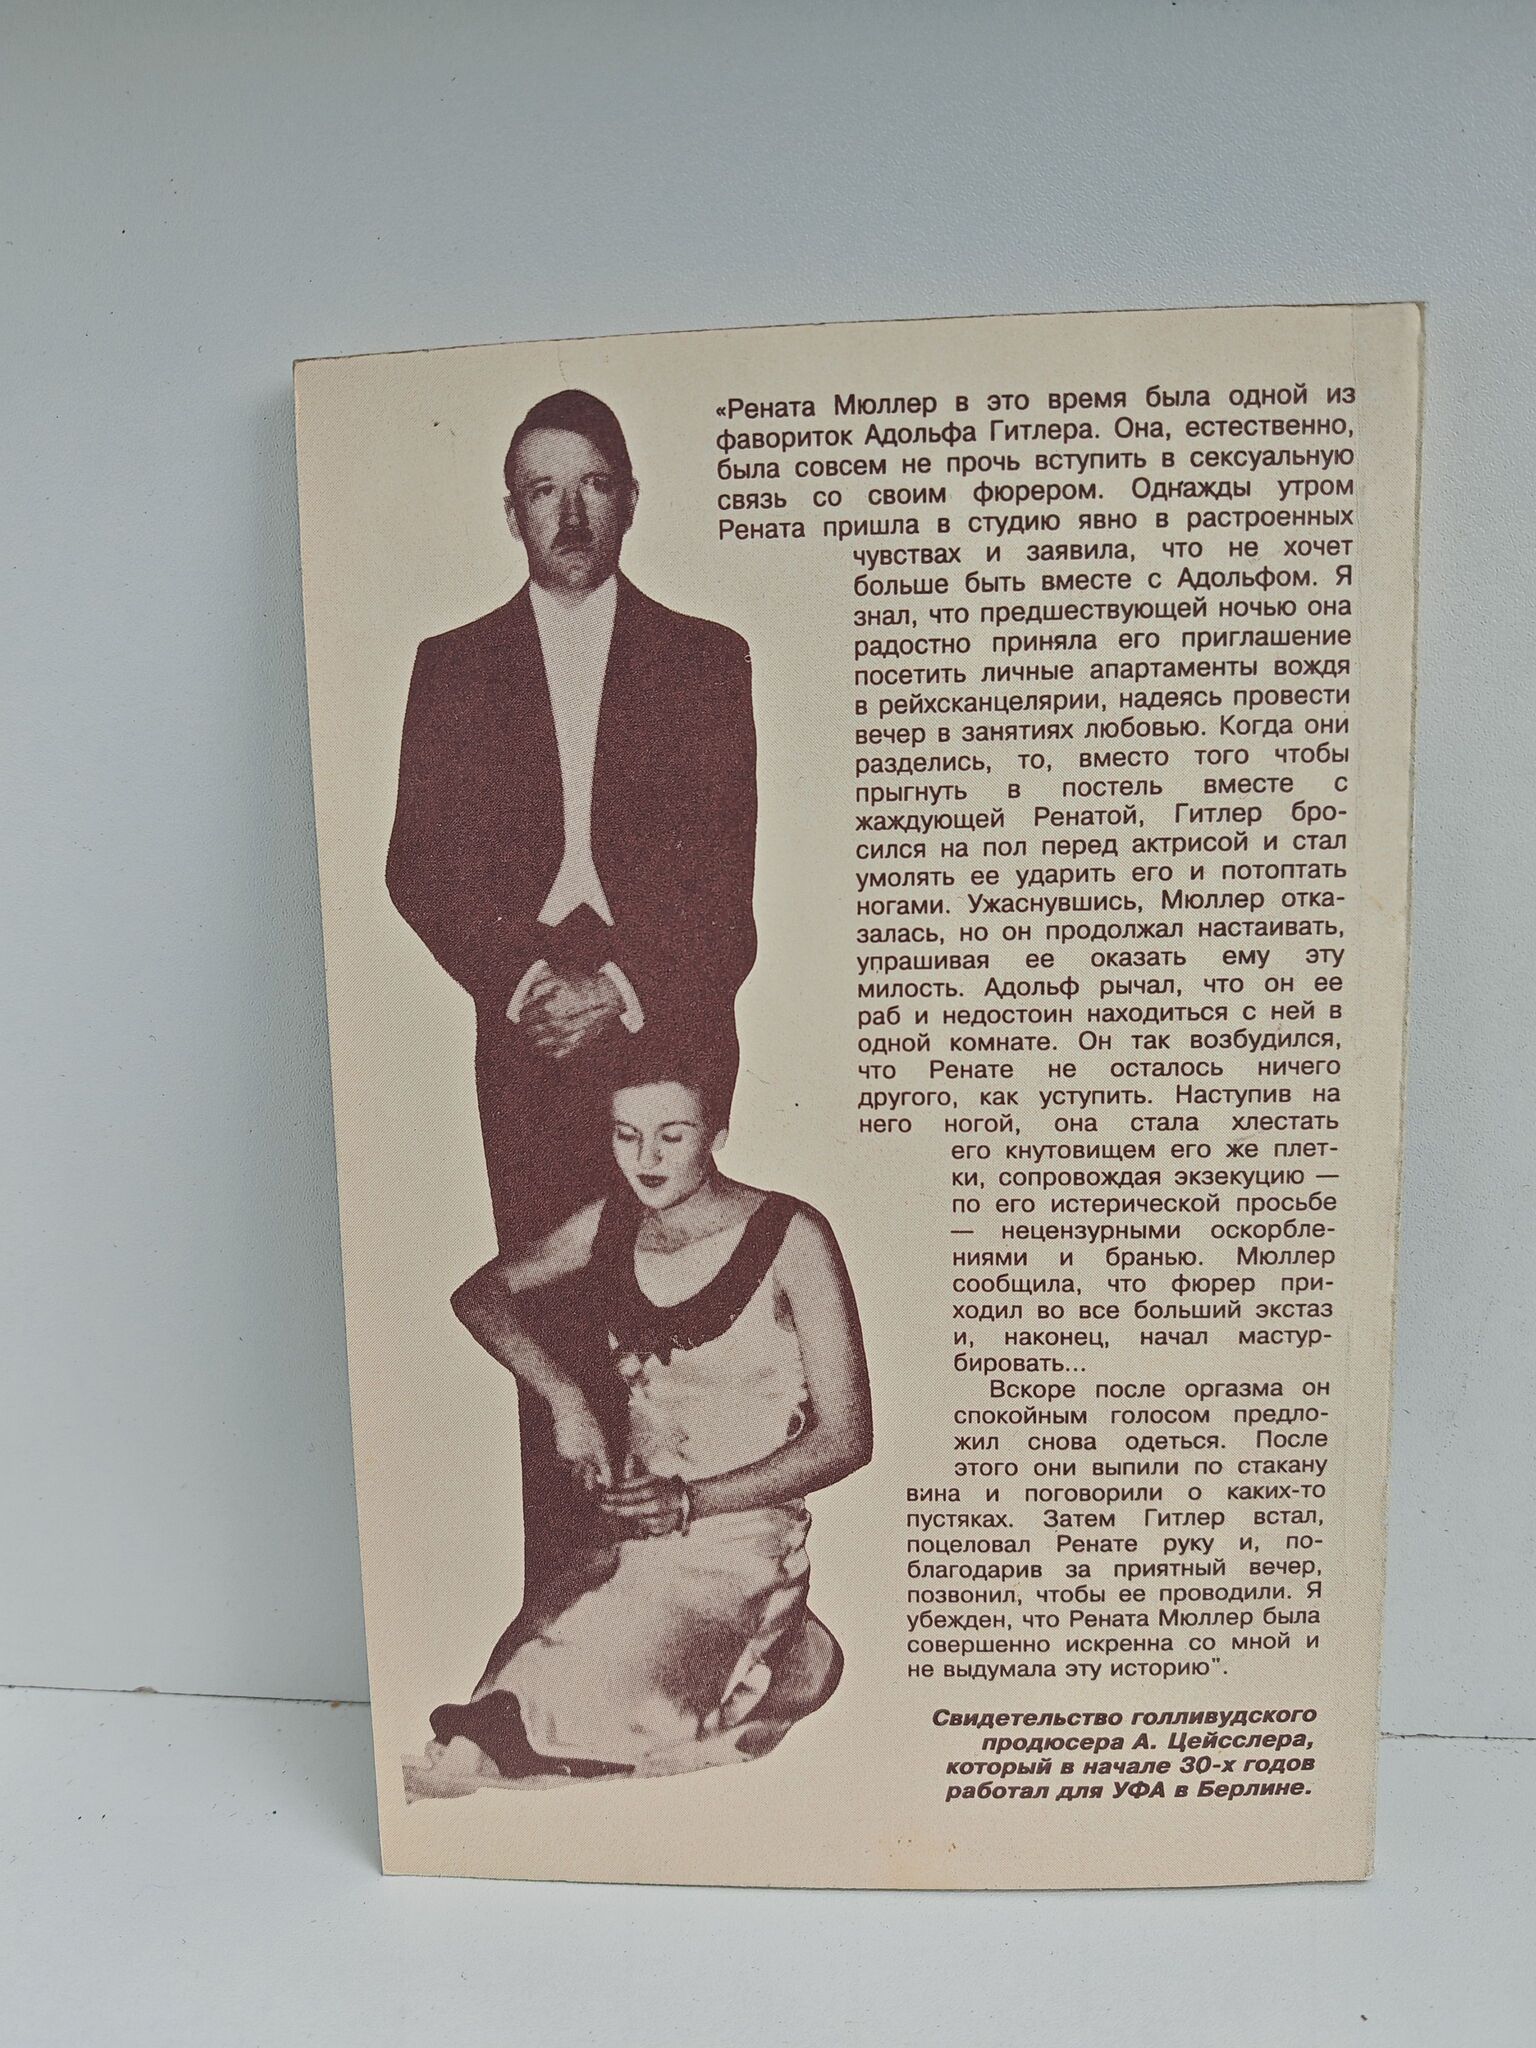 «Рената Мюллер в это время была одной из
фавориток Адольфа Гитлера. Она, естественно,
была совсем не прочь вступить в сексуальную
связь со своим фюрером. Однажды утром
Рената пришла в студию явно в растроенных
чувствах и заявила, что не хочет
больше быть вместе с Адольфом. Я
знал, что предшествующей ночью она
радостно приняла его приглашение
посетить личные апартаменты вождя
в рейхсканцелярии, надеясь провести
вечер в занятиях любовью. Когда они
разделись, то, вместо того чтобы
прыгнуть в постель вместе с
жаждующей Ренатой, Гитлер бро-
сился на пол перед актрисой и стал
умолять ее ударить его и потоптать
ногами. Ужаснувшись, Мюллер отка-
залась, но он продолжал настаивать,
упрашивая ее оказать ему эту
милость. Адольф рычал, что он ее
раб и недостоин находиться с ней в
одной комнате. Он так возбудился,
что Ренате не осталось ничего
другого, как уступить. Наступив на
него ногой, она стала хлестать
его кнутовищем его же плет-
ки, сопровождая экзекуцию —
по его истерической просьбе
— нецензурными оскорбле-
ниями и бранью. Мюллер
сообщила, что фюрер при-
ходил во все больший экстаз
и, наконец, начал мастур-
бировать...
Вскоре после оргазма он
спокойным голосом предло-
жил снова одеться. После
этого они выпили по стакану
вина и поговорили о каких-то
пустяках. Затем Гитлер встал,
поцеловал Ренате руку и, по-
благодарив за приятный вечер,
позвонил, чтобы ее проводили. Я
убежден, что Рената Мюллер была
совершенно искренна со мной и
не выдумала эту историю".
Свидетельство голливудского
продюсера А. Цейсслера,
который в начале 30-х годов
работал для УФА в Берлине.